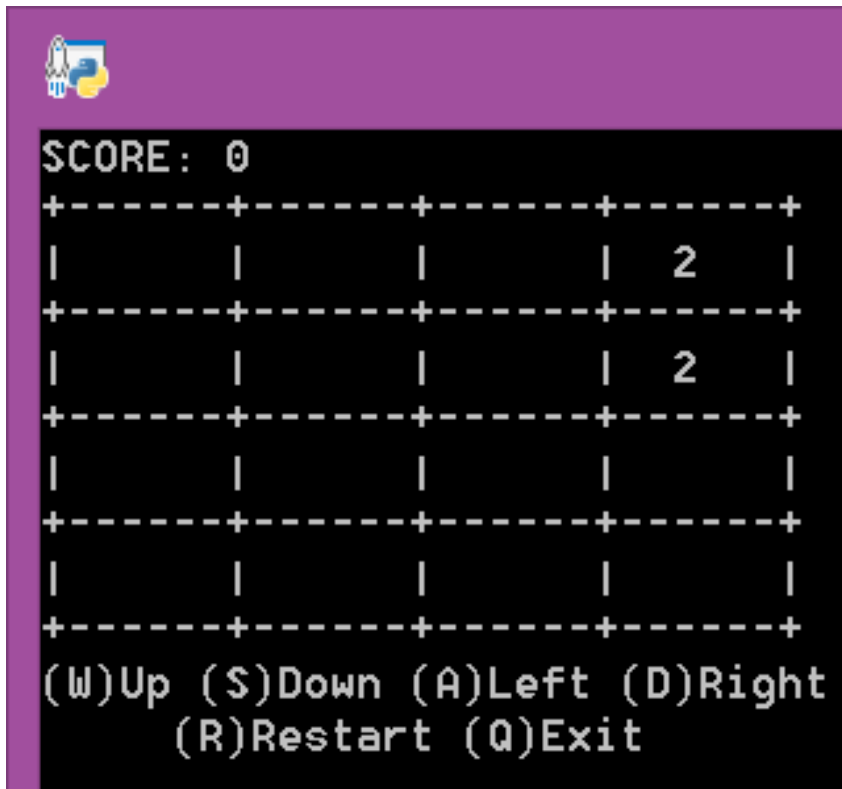 SCORE: 0
+------+------+------+------+
|      |      |      |  2   |
+------+------+------+------+
|      |      |      |  2   |
+------+------+------+------+
|      |      |      |      |
+------+------+------+------+
|      |      |      |      |
+------+------+------+------+
(W)Up (S)Down (A)Left (D)Right
(R)Restart (Q)Exit